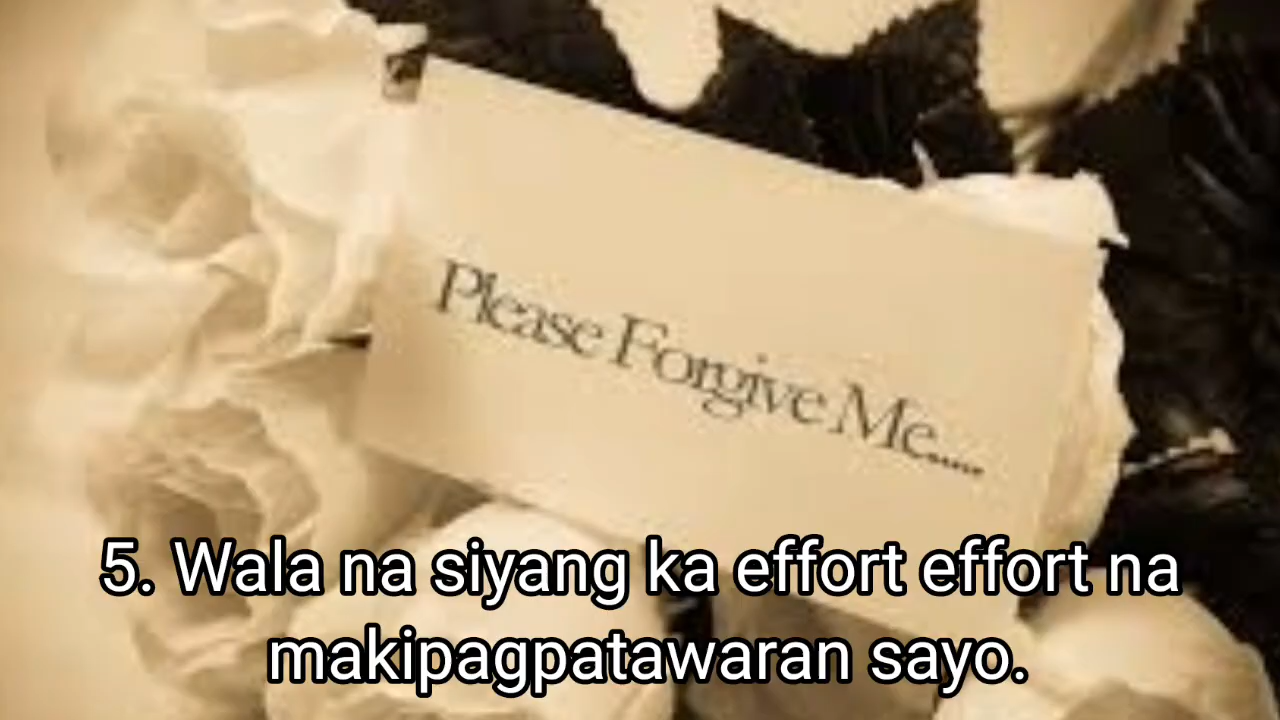 Please Forgive Me.....
5. Wala na siyang ka effort effort na
makipagpatawaran sayo.